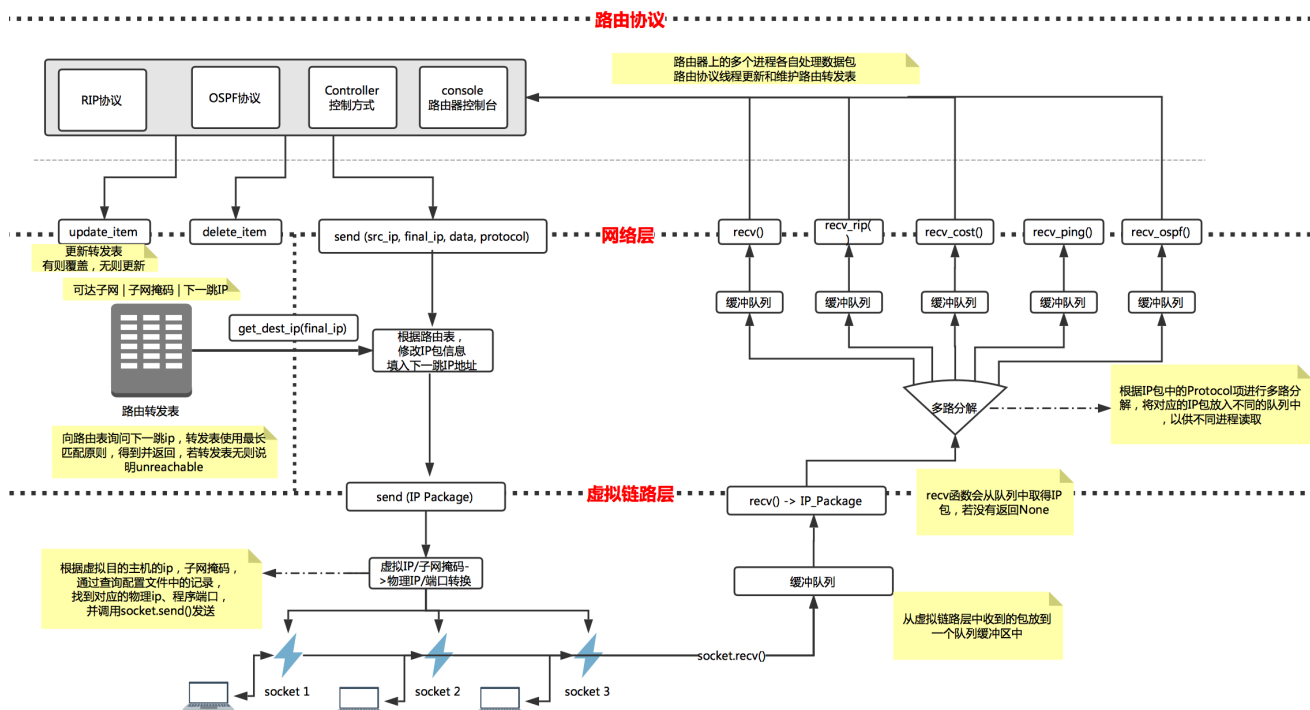 路由协议
RIP协议
OSPF协议
Controller
控制方式
console
路由器控制台
路由器上的多个进程各自处理数据包
路由协议线程更新和维护路由转发表
update_item
delete_item
send (src_ip, final_ip, data, protocol)
网络层
recv()
recv_rip(
)
recv_cost()
recv_ping()
recv_ospf()
更新转发表
有则覆盖，无则更新
可达子网 | 子网掩码 | 下一跳IP
缓冲队列
缓冲队列
缓冲队列
缓冲队列
缓冲队列
get_dest_ip(final_ip)
根据路由表，
修改IP包信息
填入下一跳IP地址
路由转发表
多路分解
根据IP包中的Protocol项进行多路分
解，将对应的IP包放入不同的队列中
，以供不同进程读取
向路由表询问下一跳ip，转发表使用最长
匹配原则，得到并返回，若转发表无则说
明unreachable
send (IP Package)
虚拟链路层
recv() -> IP_Package
recv函数会从队列中取得IP
包，若没有返回None
根据虚拟目的主机的ip，子网掩码，
通过查询配置文件中的记录，
找到对应的物理ip、程序端口，
并调用socket.send()发送
虚拟IP/子网掩码-
>物理IP/端口转换
缓冲队列
从虚拟链路层中收到的包放到
一个队列缓冲区中
socket.recv()
socket 1
socket 2
socket 3